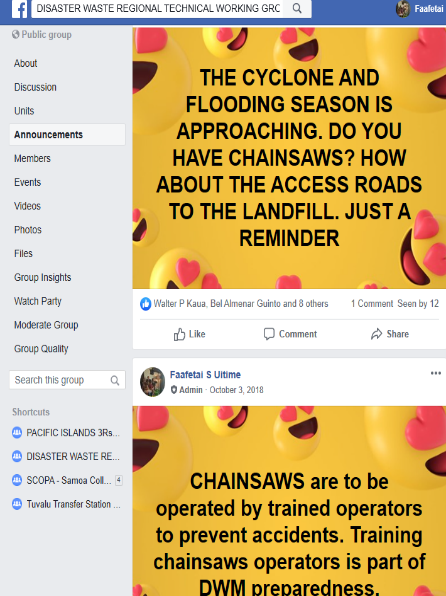 DISASTER WASTE REGIONAL TECHNICAL WORKING GRC
Faafetai
Public group
About
Discussion
Units
Announcements
Members
Events
Videos
Photos
Files
Group Insights
Watch Party
Moderate Group
Group Quality
Search this group
Shortcuts
PACIFIC ISLANDS 3Rs...
DISASTER WASTE RE...
SCOPA - Samoa Coll... 4
Tuvalu Transfer Station ...
THE CYCLONE AND
FLOODING SEASON IS
APPROACHING. DO YOU
HAVE CHAINSAWS? HOW
ABOUT THE ACCESS ROADS
TO THE LANDFILL. JUST A
REMINDER
Walter P Kaua, Bel Almenar Guinto and 8 others 1 Comment Seen by 12
Like Comment Share
Faafetai S Uitime
Admin · October 3, 2018
CHAINSAWS are to be
operated by trained operators
to prevent accidents. Training
chainsaws operators is part of
DWM preparedness.